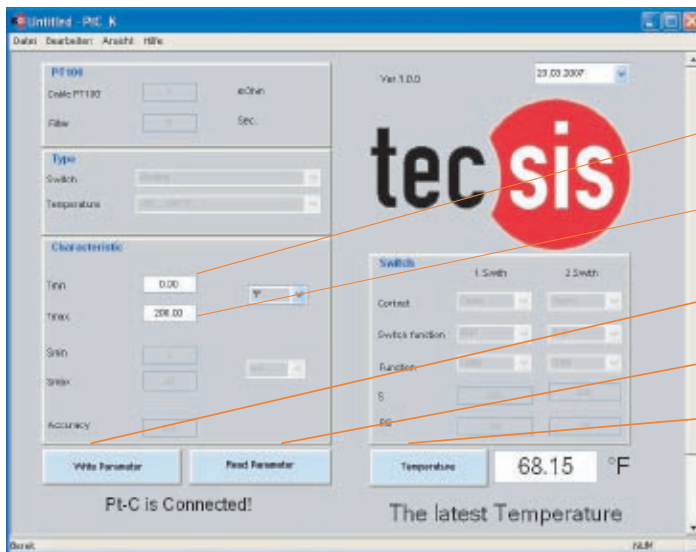 Untitled - PtC_K
Datei Bearbeiten Ansicht Hilfe
PT100
Cable PT100
mOhm
Filter
Sec.
Type
Switch
Temperature
Characteristic
Tmin 0.00
°F
Tmax 200.00
Smin
Smax
Accuracy
Write Parameter
Read Parameter
Pt-C is Connected!
Ver 1.0.0
23.03.2007
tecsis
Switch
1.Swith 2.Swith
Contact
Switch function
Function
S
RS
Temperature
68.15 °F
The latest Temperature
Bereit
NUM